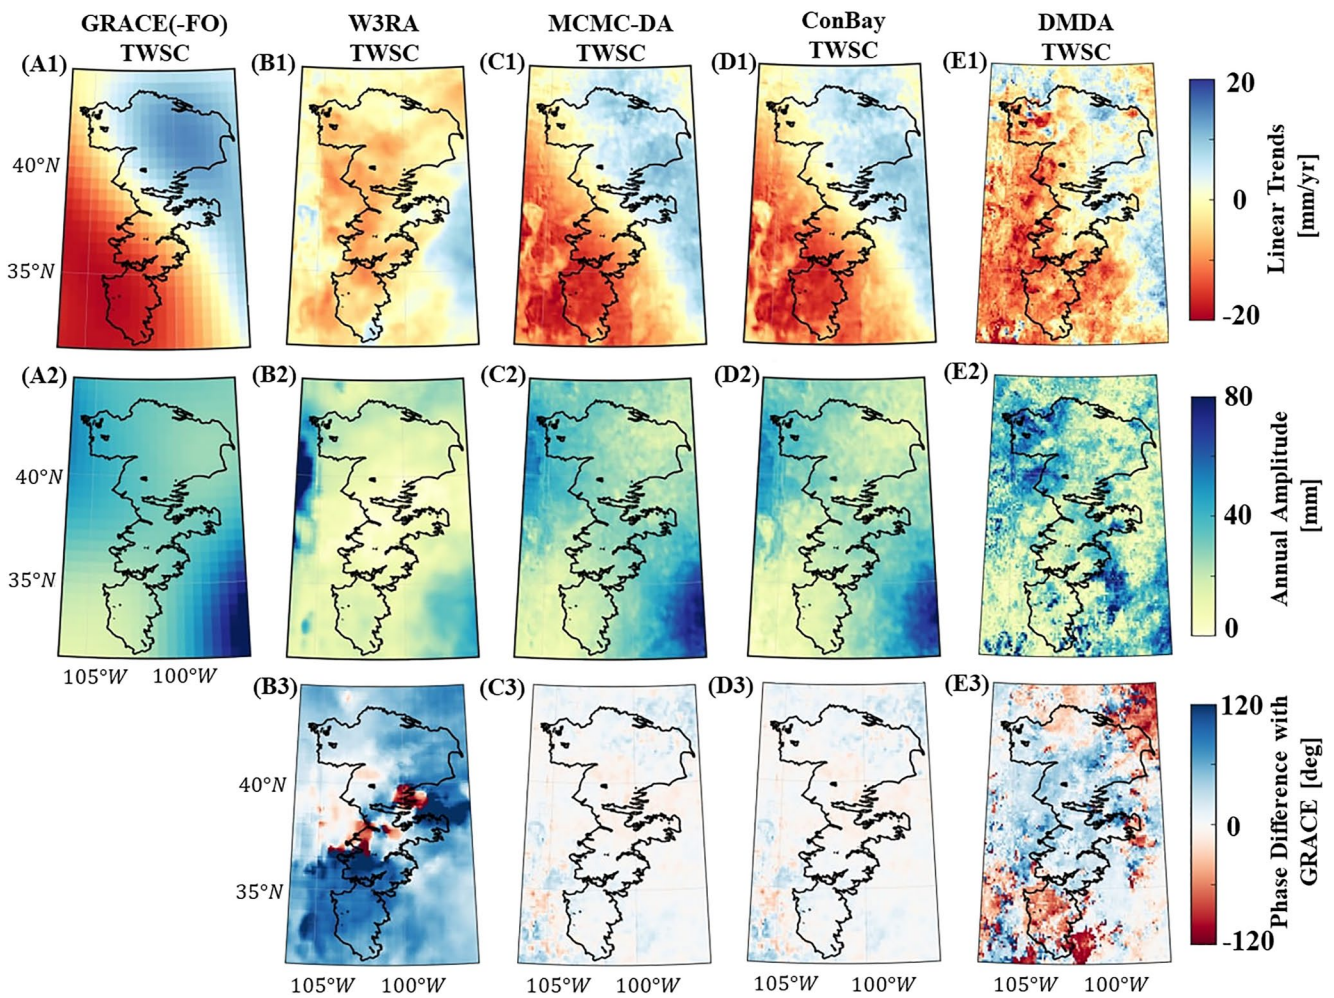 GRACE(-FO)
TWSC
W3RA
TWSC
MCMC-DA
TWSC
ConBay
TWSC
DMDA
TWSC
(A1)
(B1)
(C1)
(D1)
(E1)
40°N
35°N
20
0
-20
Linear Trends
[mm/yr]
(A2)
(B2)
(C2)
(D2)
(E2)
40°N
35°N
105°W 100°W
80
40
0
Annual Amplitude
[mm]
(B3)
(C3)
(D3)
(E3)
40°N
35°N
105°W 100°W
105°W 100°W
105°W 100°W
105°W 100°W
120
0
-120
Phase Difference with
GRACE [deg]